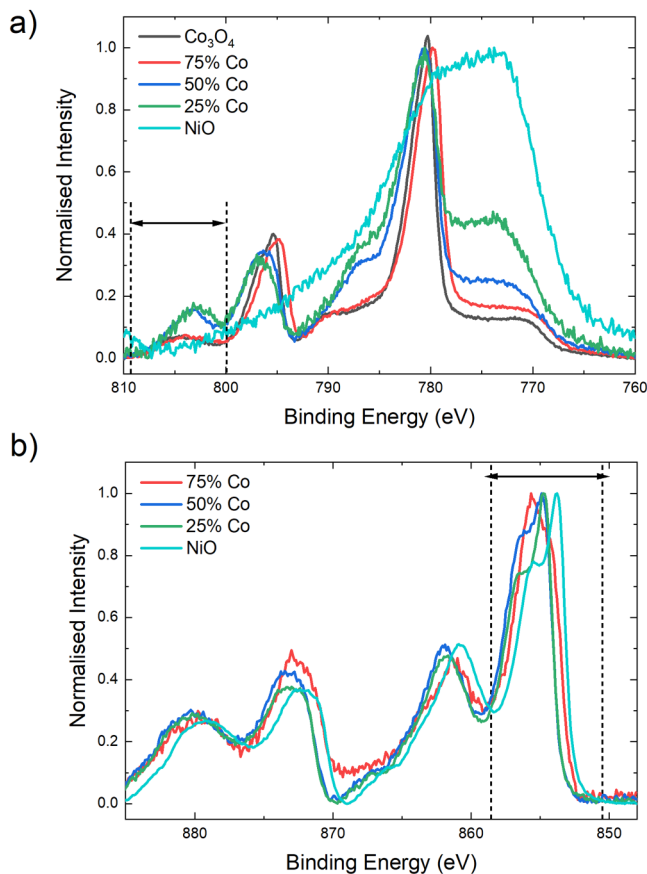 a)
Co₃O₄
75% Co
50% Co
25% Co
NiO
Normalised Intensity
1.0
0.8
0.6
0.4
0.2
0.0
810 800 790 780 770 760
Binding Energy (eV)
b)
75% Co
50% Co
25% Co
NiO
Normalised Intensity
1.0
0.8
0.6
0.4
0.2
0.0
880 870 860 850
Binding Energy (eV)